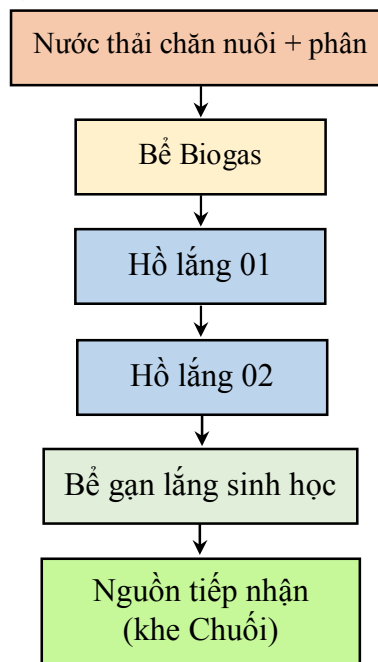 Nước thải chăn nuôi + phân
Bể Biogas
Hồ lắng 01
Hồ lắng 02
Bể gạn lắng sinh học
Nguồn tiếp nhận
(khe Chuối)